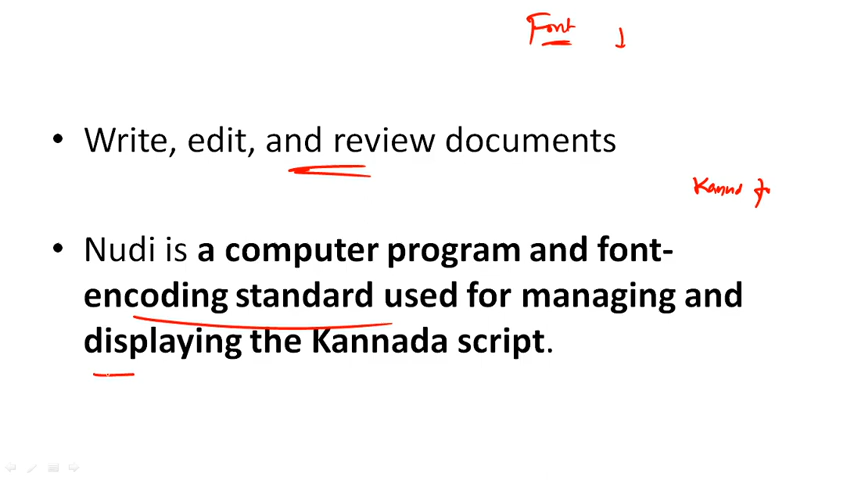 Font
• Write, edit, and review documents
• Nudi is a computer program and font-
encoding standard used for managing and
displaying the Kannada script.